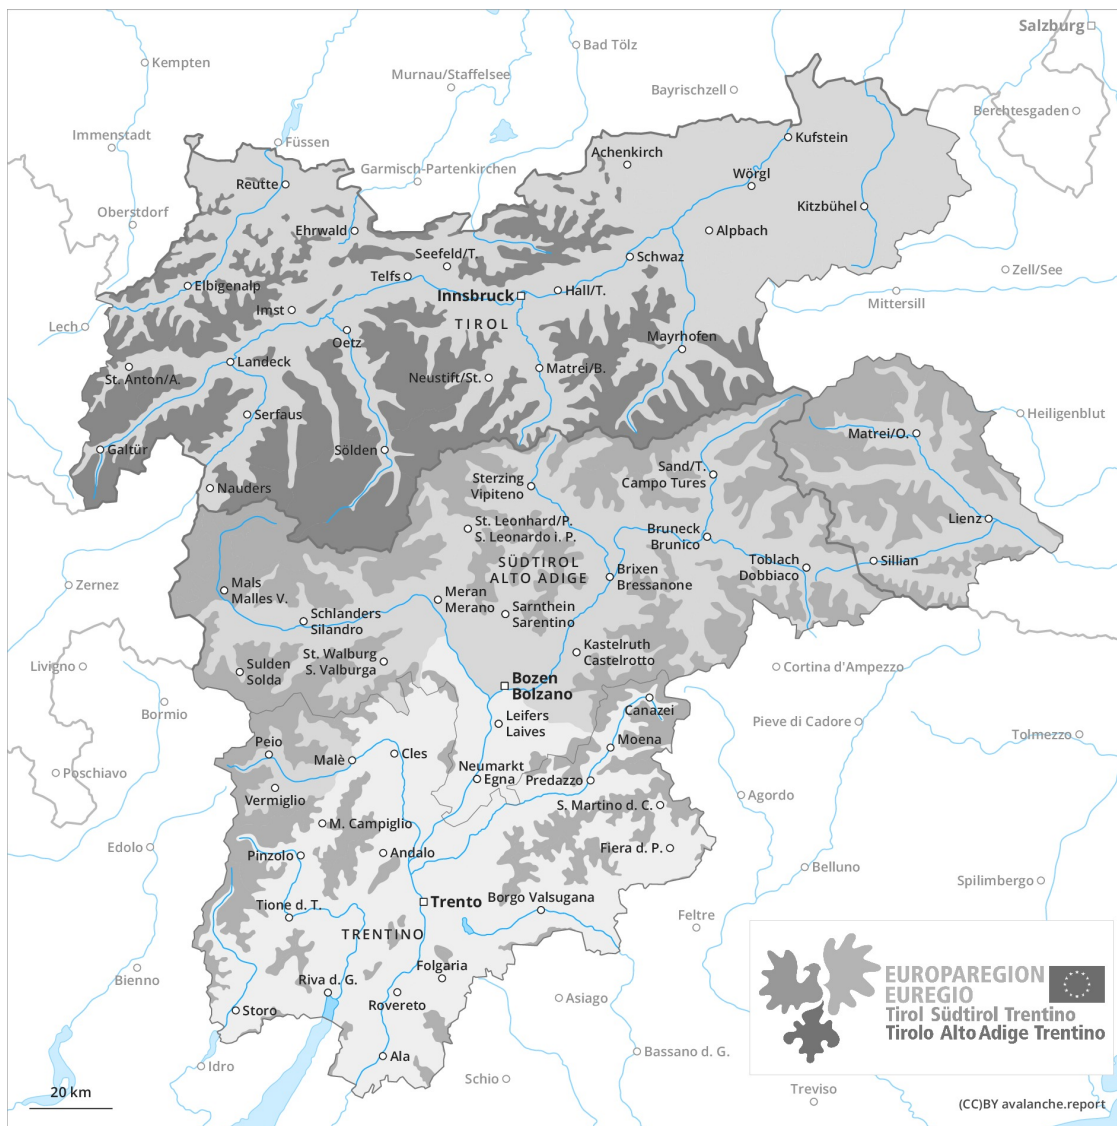 Salzburg
Bad Tölz
Kempten
Murnau/Staffelsee
Bayrischzell
Berchtesgaden
Immenstadt
Füssen
Kufstein
Achenkirch
Garmisch-Partenkirchen
Wörgl
Reutte
Kitzbühel
Oberstdorf
Ehrwald
Alpbach
Seefeld/T.
Schwaz
Telfs
Zell/See
Elbigenalp
Innsbruck
Hall/T.
Mittersill
Imst
TIROL
Lech
Oetz
Mayrhofen
Landeck
Matrei/B.
St. Anton/A.
Neustift/St.
Serfaus
Heiligenblut
Matrei/O.
Galtür
Sölden
Sand/T.
Campo Tures
Nauders
Sterzing
Vipiteno
Lienz
St. Leonhard/P.
S. Leonardo i. P.
Bruneck
Brunico
SÜDTIROL
ALTO ADIGE
Toblach
Dobbiaco
Sillian
Brixen
Bressanone
Zernez
Mals
Malles V.
Meran
Merano
Schlanders
Silandro
Sarnthein
Sarentino
Kastelruth
Castelrotto
St. Walburg
S. Valburga
Livigno
Sulden
Solda
Cortina d'Ampezzo
Bozen
Bolzano
Bormio
Canazei
Leifers
Laives
Pieve di Cadore
Tolmezzo
Peio
Malè
Cles
Moena
Poschiavo
Neumarkt
Egna
Predazzo
Vermiglio
S. Martino d. C.
Agordo
M. Campiglio
Edolo
Pinzolo
Andalo
Fiera d. P.
Belluno
Spilimbergo
Trento
Borgo Valsugana
Tione d. T.
Feltre
TRENTINO
Bienno
Folgaria
Riva d. G.
Rovereto
Asiago
Storo
Ala
Idro
Schio
Bassano d. G.
Treviso
EUROPAREGION
EUREGIO
Tirol Südtirol Trentino
Tirolo Alto Adige Trentino
20 km
(CC)BY avalanche.report